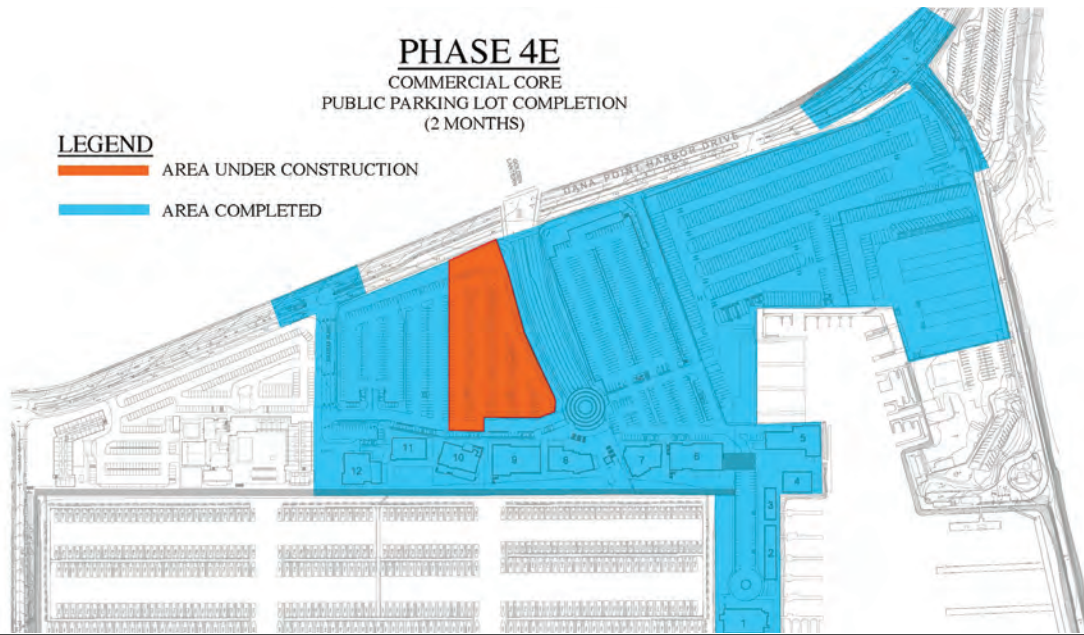 PHASE 4E
COMMERCIAL CORE
PUBLIC PARKING LOT COMPLETION
(2 MONTHS)
LEGEND
AREA UNDER CONSTRUCTION
AREA COMPLETED
DANA POINT HARBOR DRIVE
12
11
10
9
8
7
6
5
4
3
2
1